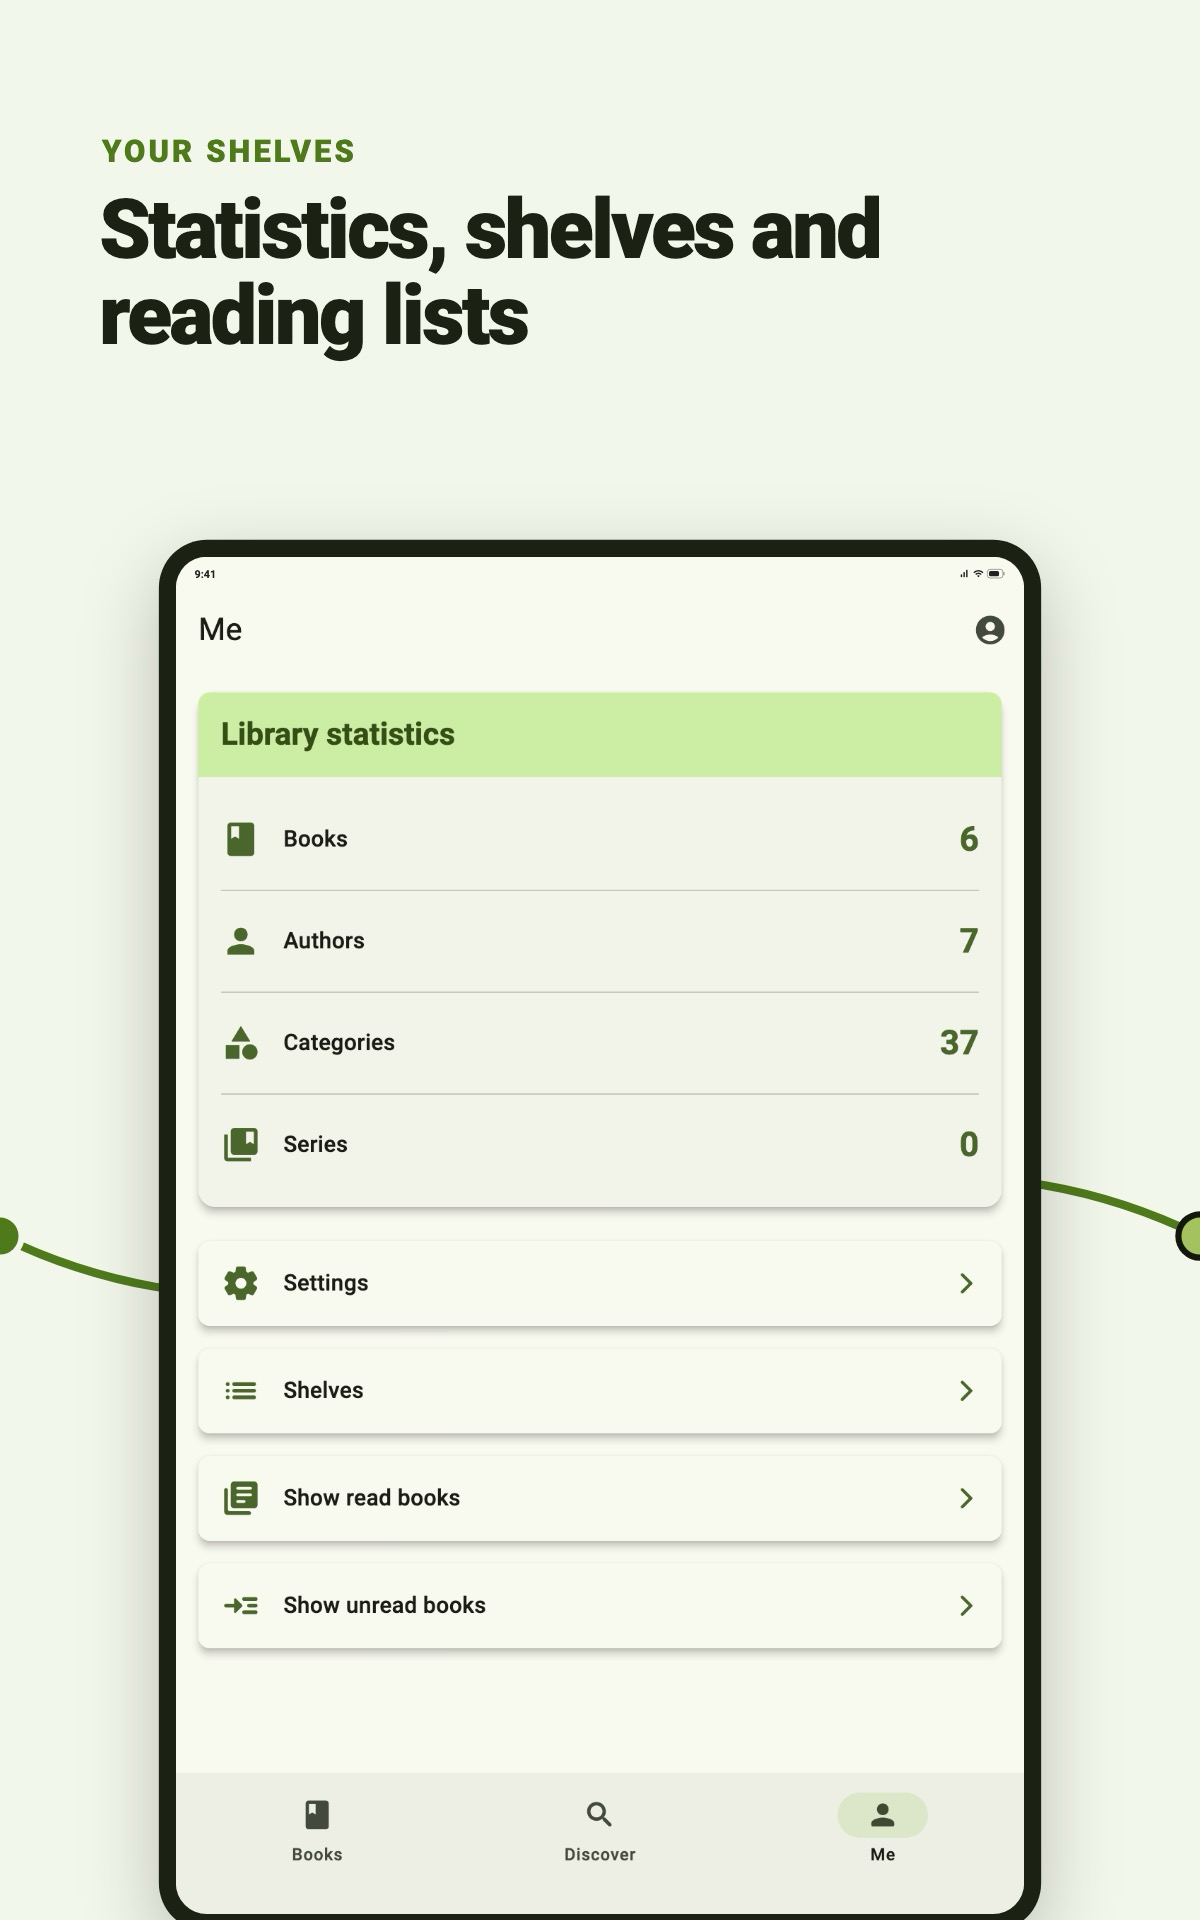 YOUR SHELVES
Statistics, shelves and
reading lists
9:41
Me
Library statistics
Books 6
Authors 7
Categories 37
Series 0
Settings
Shelves
Show read books
Show unread books
Books Discover Me